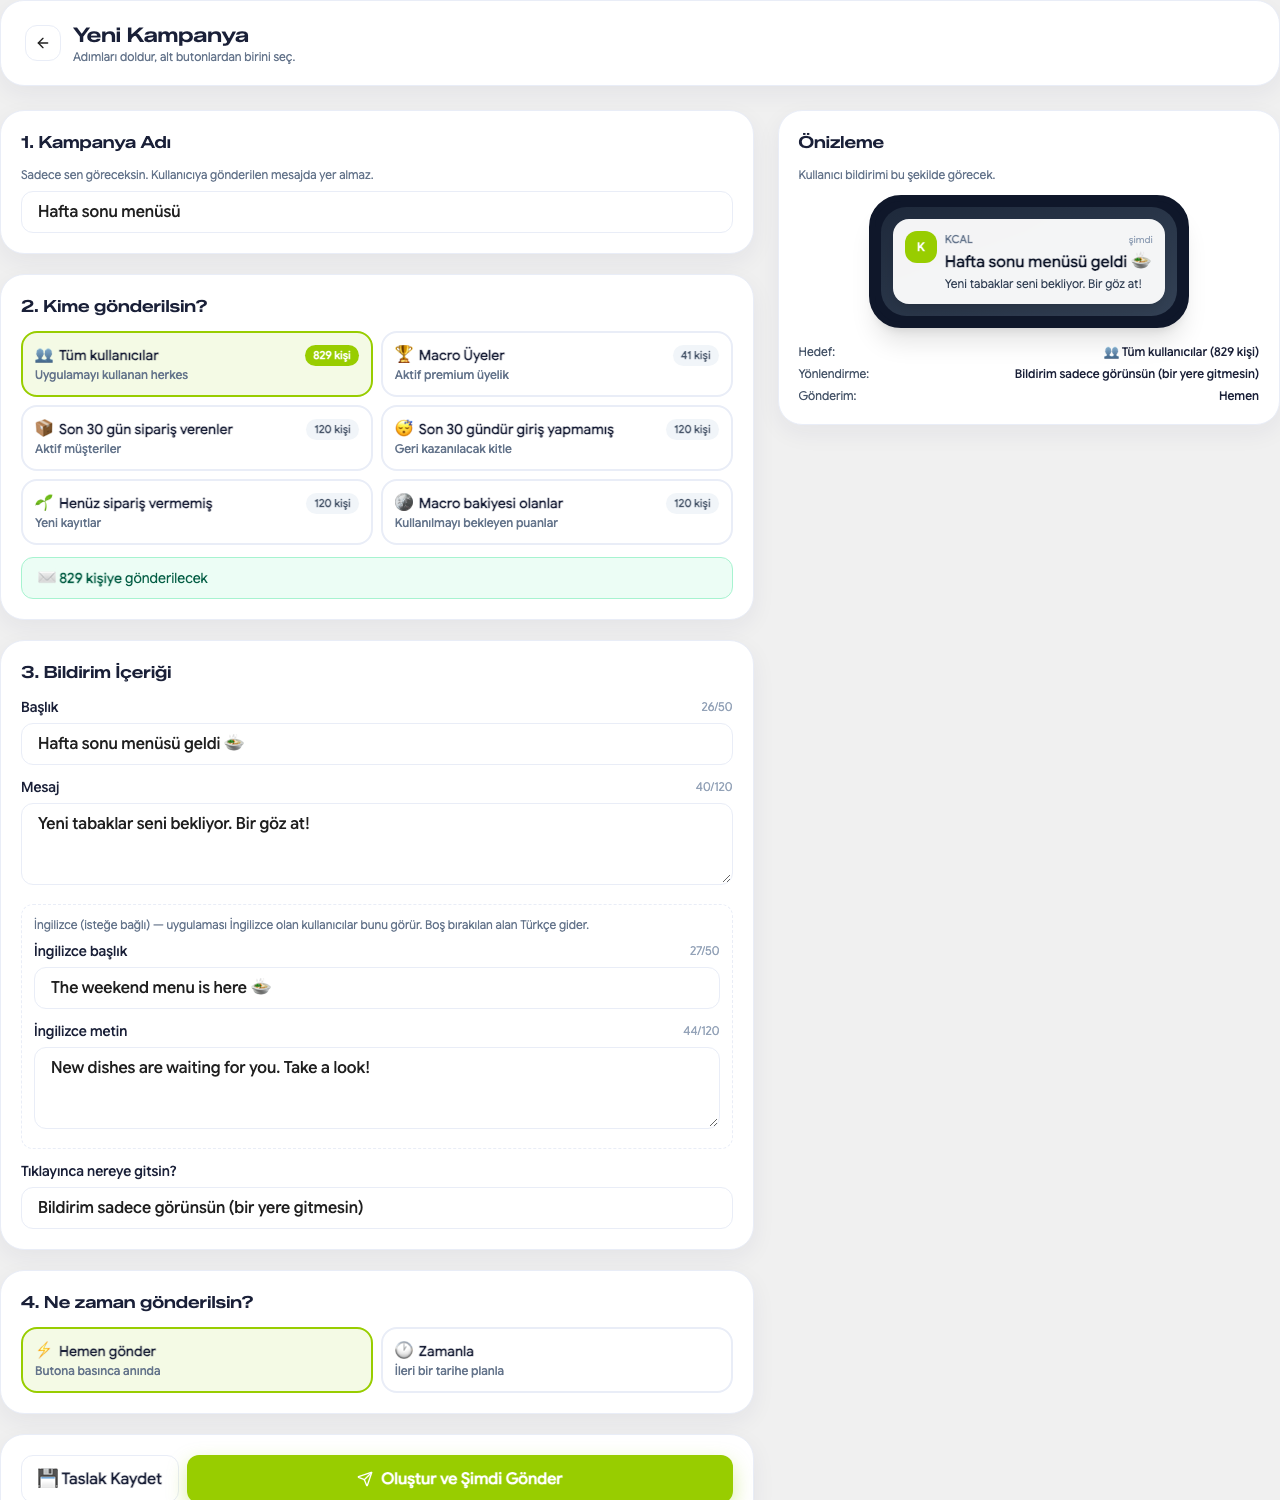 Yeni Kampanya
Adımları doldur, alt butonlardan birini seç.
1. Kampanya Adı
Sadece sen göreceksin. Kullanıcıya gönderilen mesajda yer almaz.
Hafta sonu menüsü
2. Kime gönderilsin?
👥 Tüm kullanıcılar 829 kişi
Uygulamayı kullanan herkes
🏆 Macro Üyeler 41 kişi
Aktif premium üyelik
📦 Son 30 gün sipariş verenler 120 kişi
Aktif müşteriler
😴 Son 30 gündür giriş yapmamış 120 kişi
Geri kazanılacak kitle
🌱 Henüz sipariş vermemiş 120 kişi
Yeni kayıtlar
🪙 Macro bakiyesi olanlar 120 kişi
Kullanılmayı bekleyen puanlar
✉️ 829 kişiye gönderilecek
3. Bildirim İçeriği
Başlık 26/50
Hafta sonu menüsü geldi 🍲
Mesaj 40/120
Yeni tabaklar seni bekliyor. Bir göz at!
İngilizce (isteğe bağlı) — uygulaması İngilizce olan kullanıcılar bunu görür. Boş bırakılan alan Türkçe gider.
İngilizce başlık 27/50
The weekend menu is here 🍲
İngilizce metin 44/120
New dishes are waiting for you. Take a look!
Tıklayınca nereye gitsin?
Bildirim sadece görünsün (bir yere gitmesin)
4. Ne zaman gönderilsin?
⚡ Hemen gönder
Butona basınca anında
🕐 Zamanla
İleri bir tarihe planla
💾 Taslak Kaydet
Oluştur ve Şimdi Gönder
Önizleme
Kullanıcı bildirimi bu şekilde görecek.
K
KCAL şimdi
Hafta sonu menüsü geldi 🍲
Yeni tabaklar seni bekliyor. Bir göz at!
Hedef: 👥 Tüm kullanıcılar (829 kişi)
Yönlendirme: Bildirim sadece görünsün (bir yere gitmesin)
Gönderim: Hemen